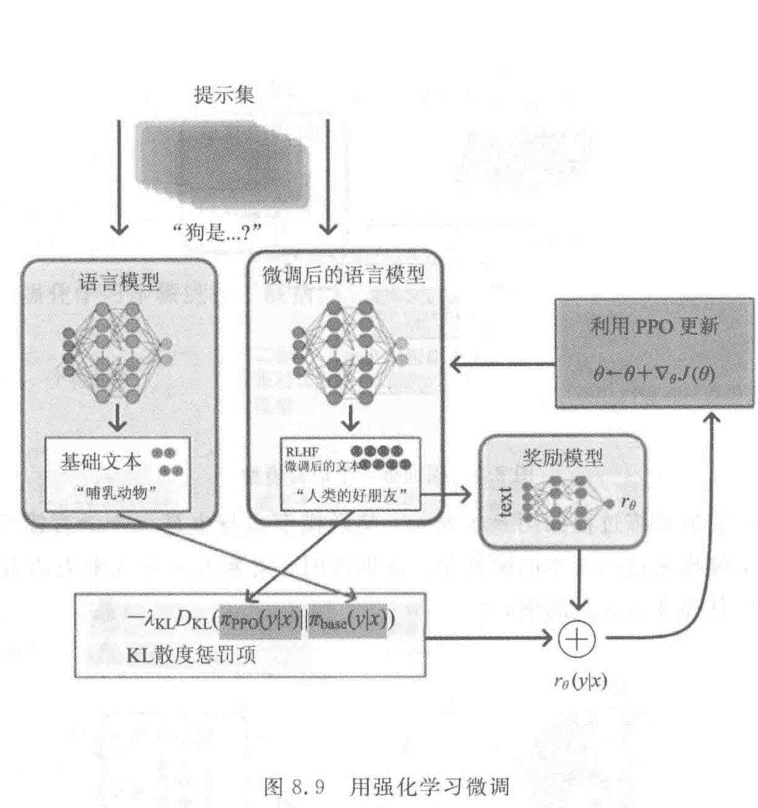 提示集
“狗是...?”
语言模型
微调后的语言模型
利用 PPO 更新
θ←θ+∇θJ(θ)
基础文本
“哺乳动物”
RLHF
微调后的文本
“人类的好朋友”
奖励模型
text
rθ
−λKLDKL(πPPO(y|x)||πbase(y|x))
KL散度惩罚项
rθ(y|x)
图 8.9 用强化学习微调